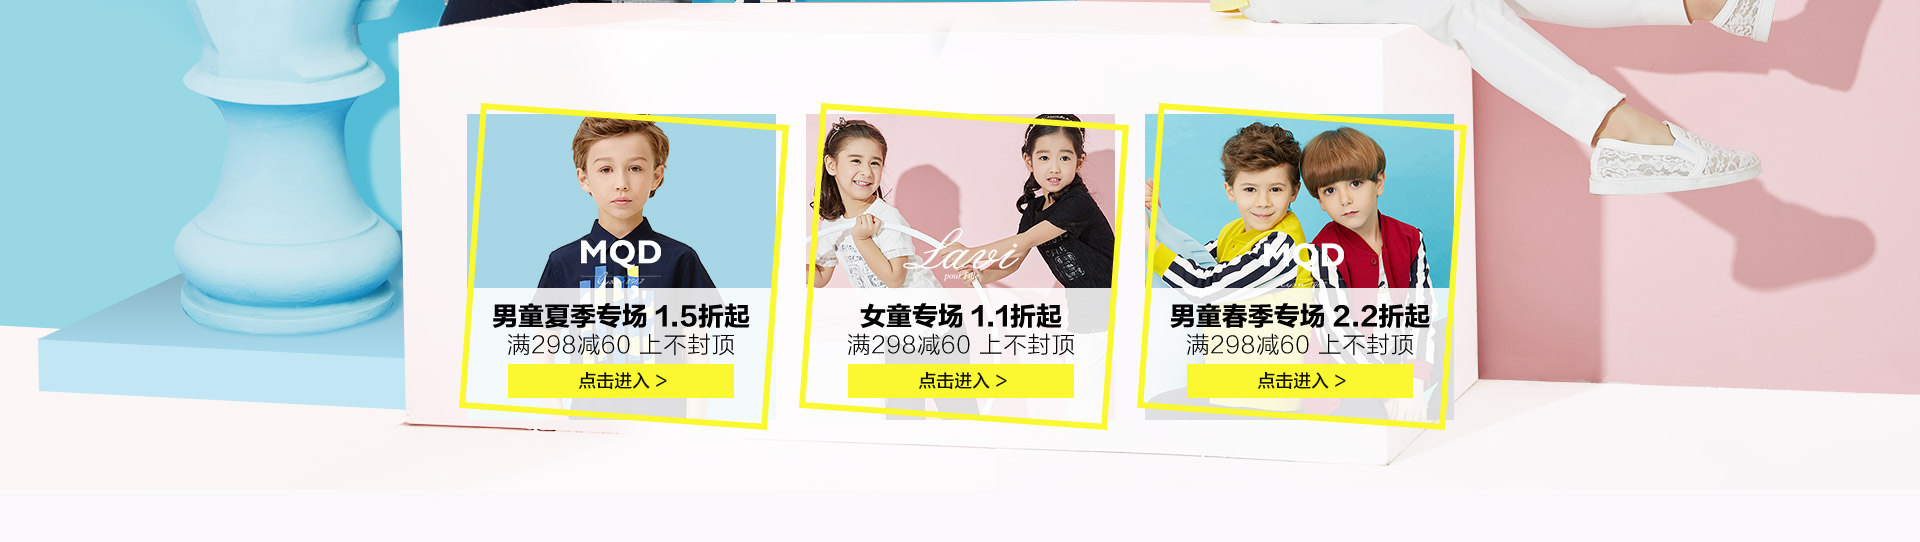 MQD
男童夏季专场 1.5折起
满298减60 上不封顶
点击进入 >
Lavi
pour elle
女童专场 1.1折起
满298减60 上不封顶
点击进入 >
MQD
男童春季专场 2.2折起
满298减60 上不封顶
点击进入 >